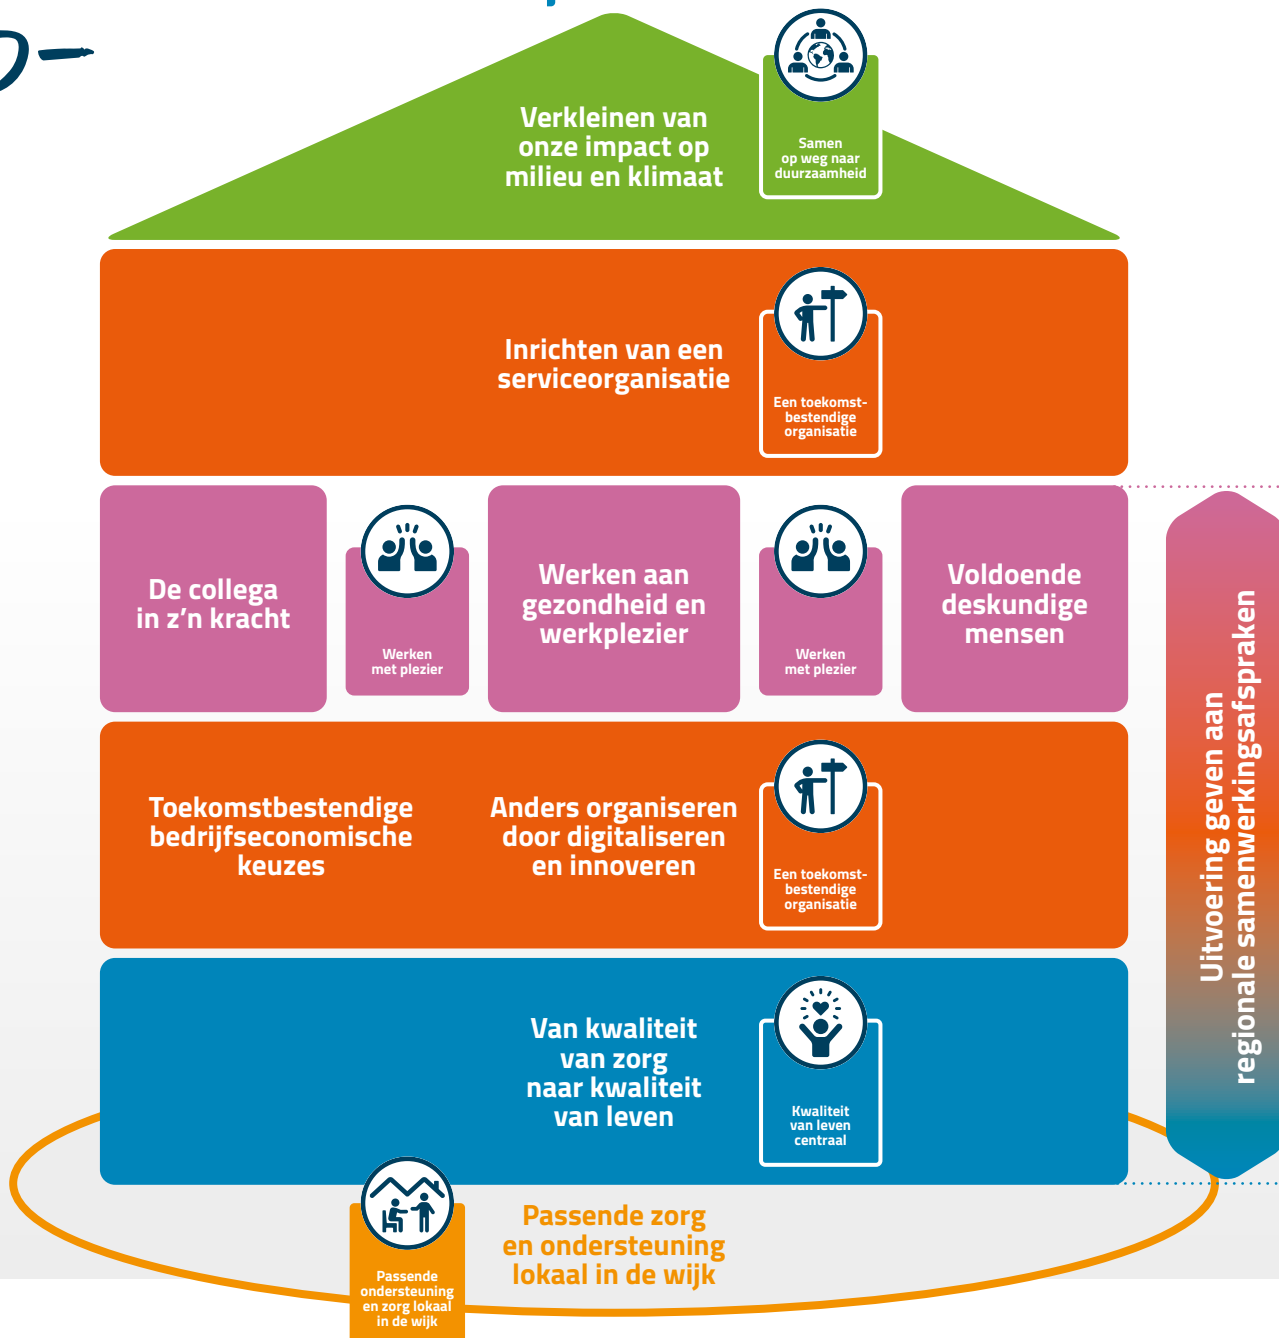 Verkleinen van
onze impact op
milieu en klimaat
Samen
op weg naar
duurzaamheid
Inrichten van een
serviceorganisatie
Een toekomst-
bestendige
organisatie
De collega
in z’n kracht
Werken
met plezier
Werken aan
gezondheid en
werkplezier
Werken
met plezier
Voldoende
deskundige
mensen
Toekomstbestendige
bedrijfseconomische
keuzes
Anders organiseren
door digitaliseren
en innoveren
Een toekomst-
bestendige
organisatie
Van kwaliteit
van zorg
naar kwaliteit
van leven
Kwaliteit
van leven
centraal
Uitvoering geven aan
regionale samenwerkingsafspraken
Passende
ondersteuning
en zorg lokaal
in de wijk
Passende zorg
en ondersteuning
lokaal in de wijk